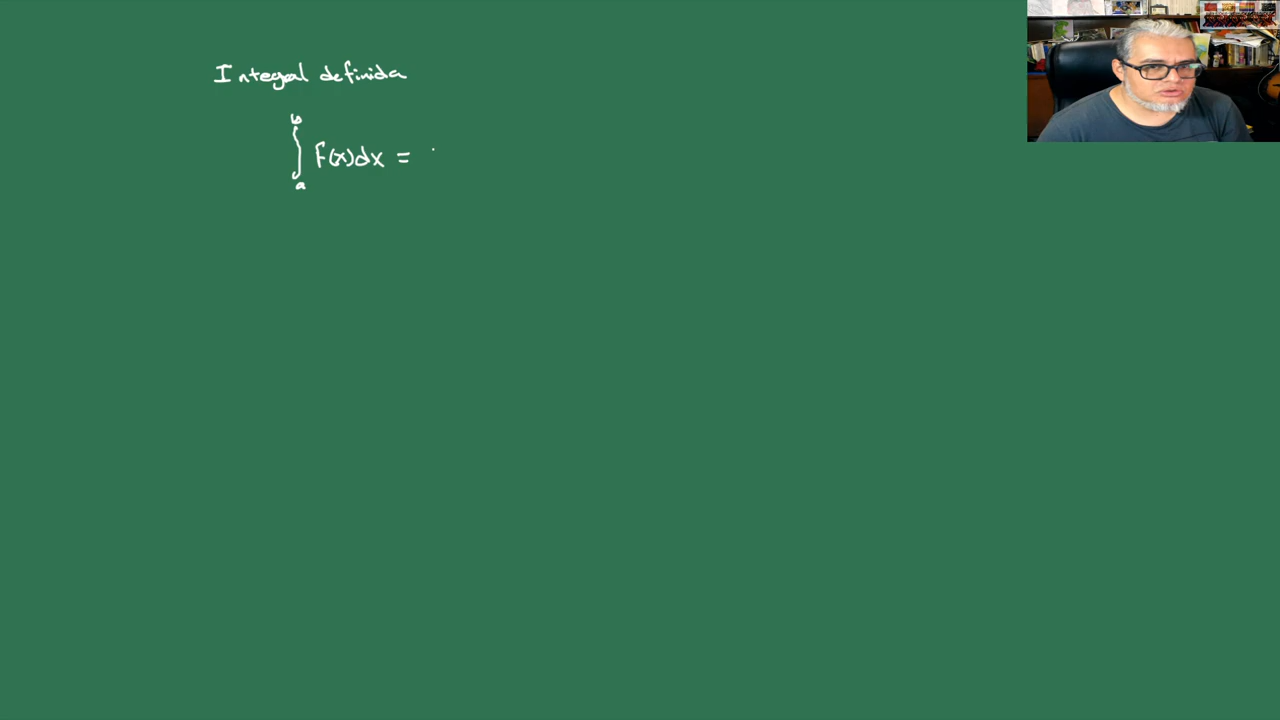 Integral definida
∫ₐᵇ f(x)dx =